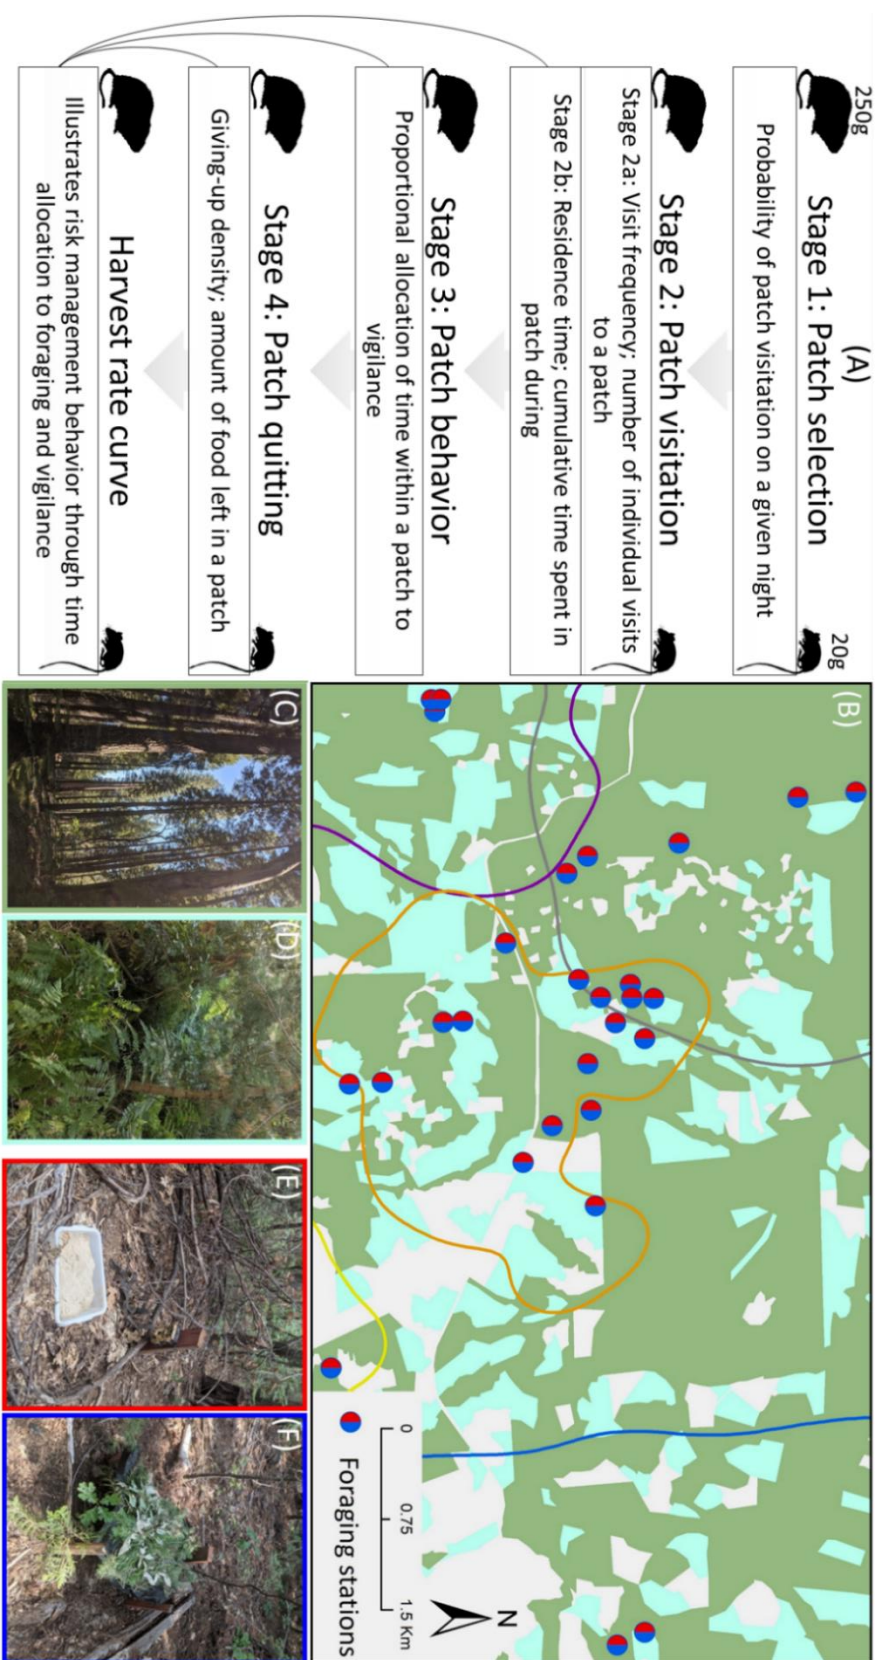 (A)
250g
20g
Stage 1: Patch selection
Probability of patch visitation on a given night
Stage 2: Patch visitation
Stage 2a: Visit frequency; number of individual visits
to a patch
Stage 2b: Residence time; cumulative time spent in
patch during
Stage 3: Patch behavior
Proportional allocation of time within a patch to
vigilance
Stage 4: Patch quitting
Giving-up density; amount of food left in a patch
Harvest rate curve
Illustrates risk management behavior through time
allocation to foraging and vigilance
(B)
N
0
0.75
1.5 Km
Foraging stations
(C)
(D)
(E)
(F)